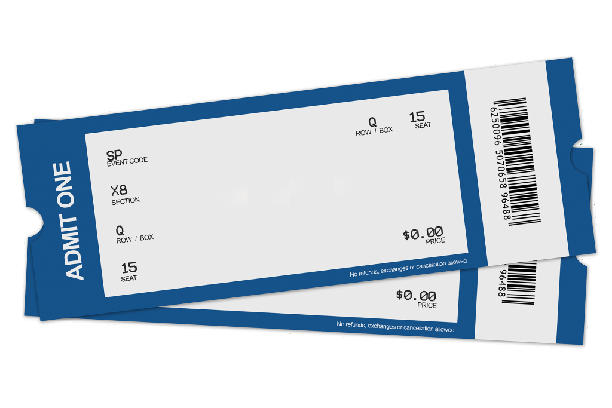 ADMIT ONE
SP
EVENT CODE
X8
SECTION
Q
ROW / BOX
15
SEAT
Q
ROW / BOX
15
SEAT
$0.00
PRICE
No refunds, exchanges or cancellation allowed
6250096 5070658 96488
$0.00
PRICE
No refunds, exchanges or cancellation allowed
96488